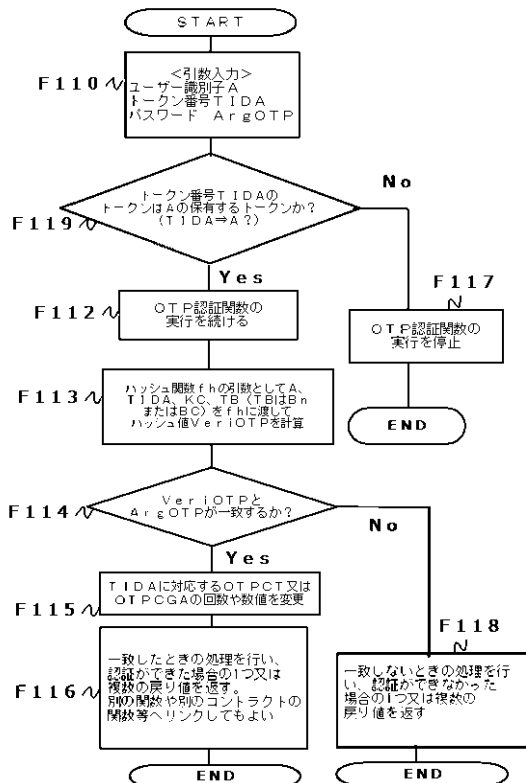 START
F110
<引数入力>
ユーザー識別子A
トークン番号TIDA
パスワード ArgOTP
トークン番号TIDAの
トークンはAの保有するトークンか？
(TIDA⇒A？)
F119
No
Yes
F117
OTP認証関数の
実行を停止
END
F112
OTP認証関数の
実行を続ける
F113
ハッシュ関数fhの引数としてA、
TIDA、KC、TB（TBはBn
またはBC）をfhに渡して
ハッシュ値VeriOTPを計算
F114
VeriOTPと
ArgOTPが一致するか？
No
Yes
F115
TIDAに対応するOTPCT又は
OTPCGAの回数や数値を変更
F116
一致したときの処理を行い、
認証ができた場合の1つ又は
複数の戻り値を返す。
別の関数や別のコントラクトの
関数等へリンクしてもよい
END
F118
一致しないときの処理を行
い、認証ができなかった
場合の1つ又は複数の
戻り値を返す
END